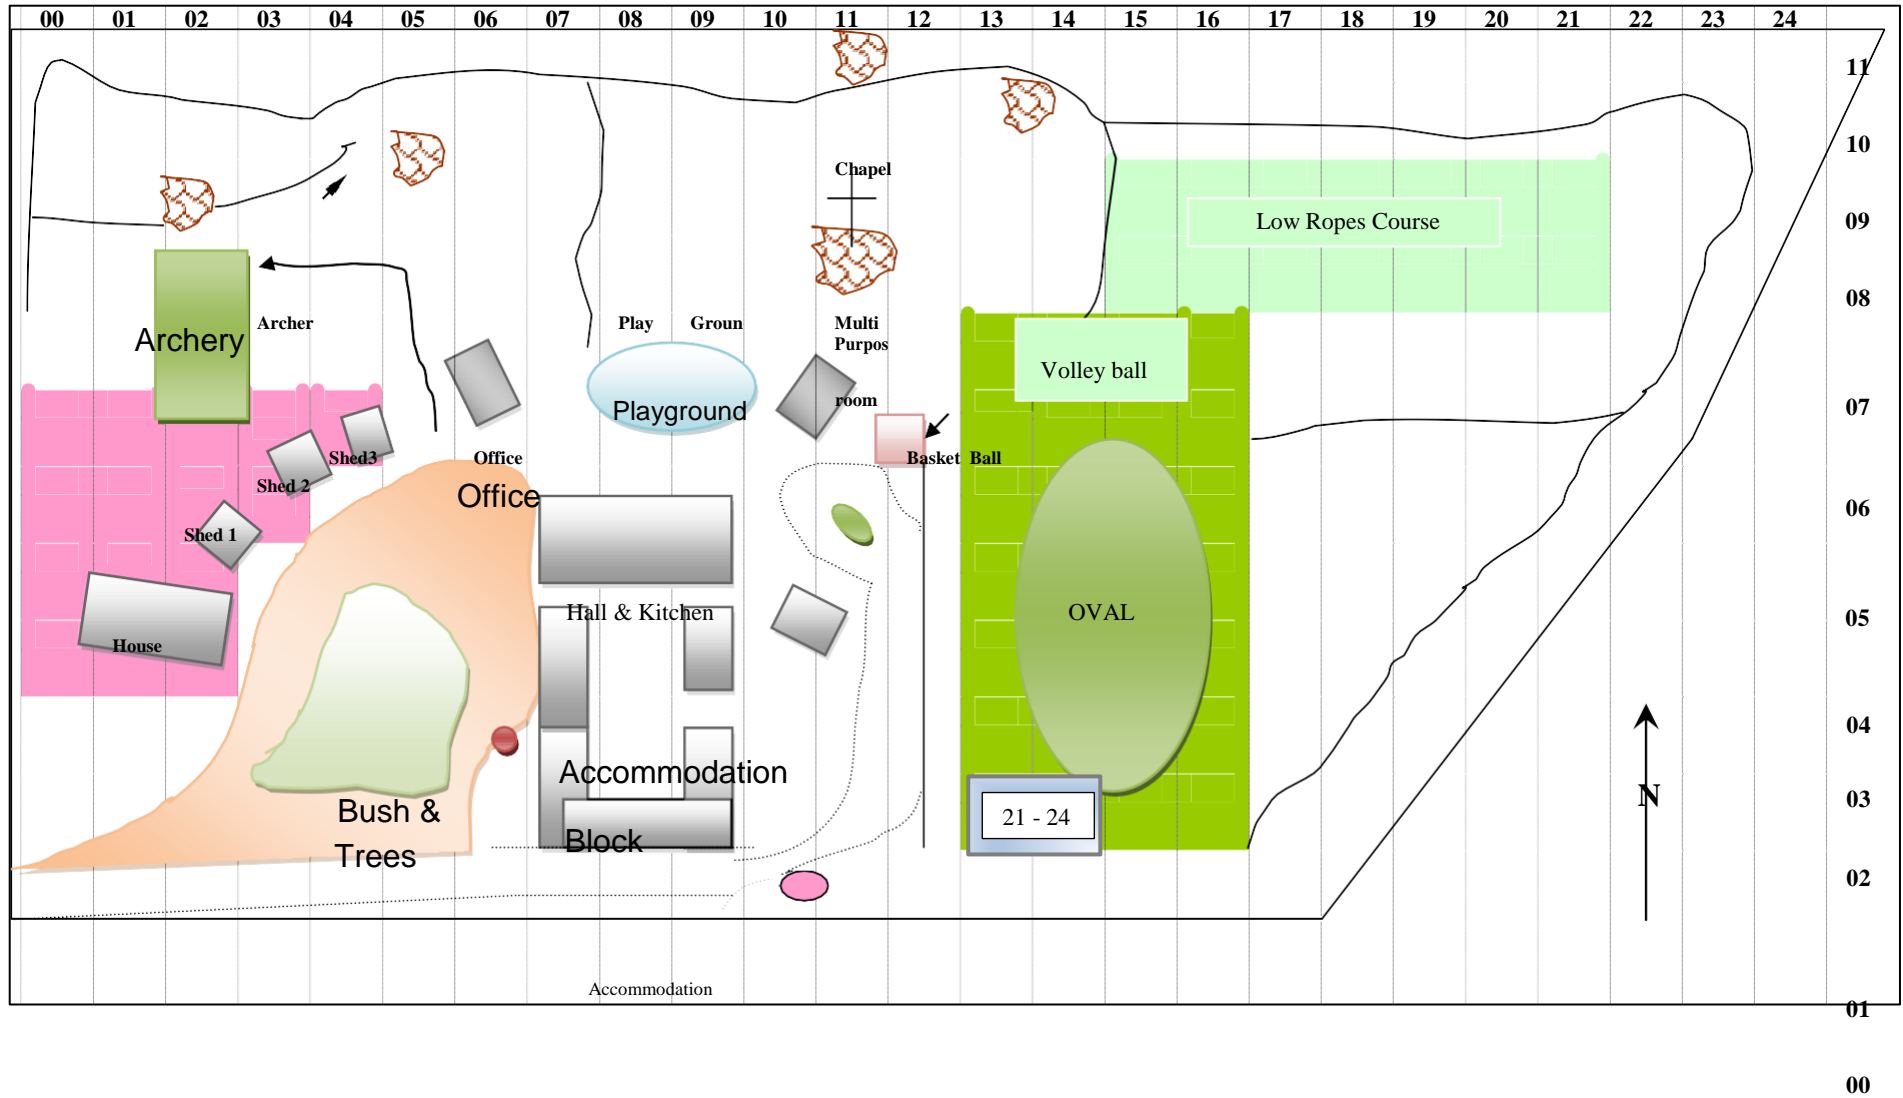 00 01 02 03 04 05 06 07 08 09 10 11 12 13 14 15 16 17 18 19 20 21 22 23 24
11
10
Chapel
09
Low Ropes Course
08
Archer
Play Groun
Multi
Purpos
Archery
Volley ball
room
07
Playground
Shed3
Office
Basket Ball
Shed 2
Office
06
Shed 1
Hall & Kitchen
OVAL
05
House
04
Accommodation
N
03
Bush &
Trees
21 - 24
Block
02
Accommodation
01
00